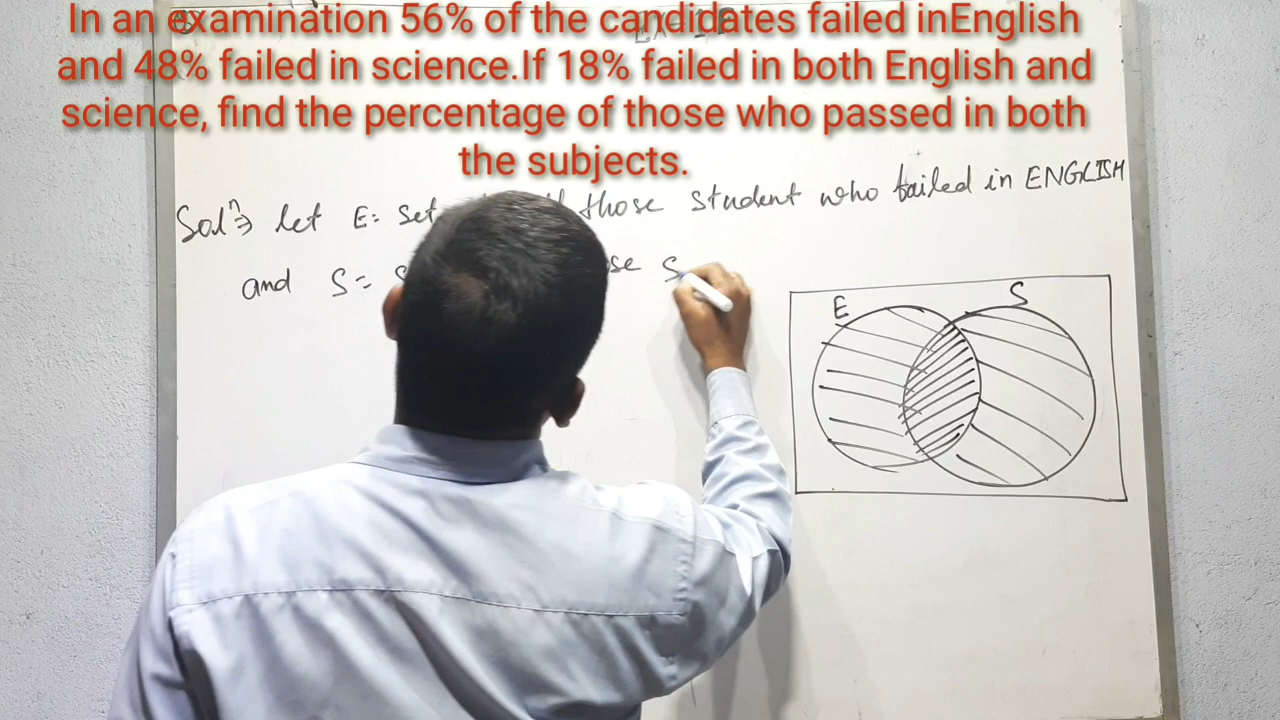 In an examination 56% of the candidates failed inEnglish
and 48% failed in science.If 18% failed in both English and
science, find the percentage of those who passed in both
the subjects.
Solⁿ⇒ let E= Set those Student who failed in ENGLISH
and S= S
E S